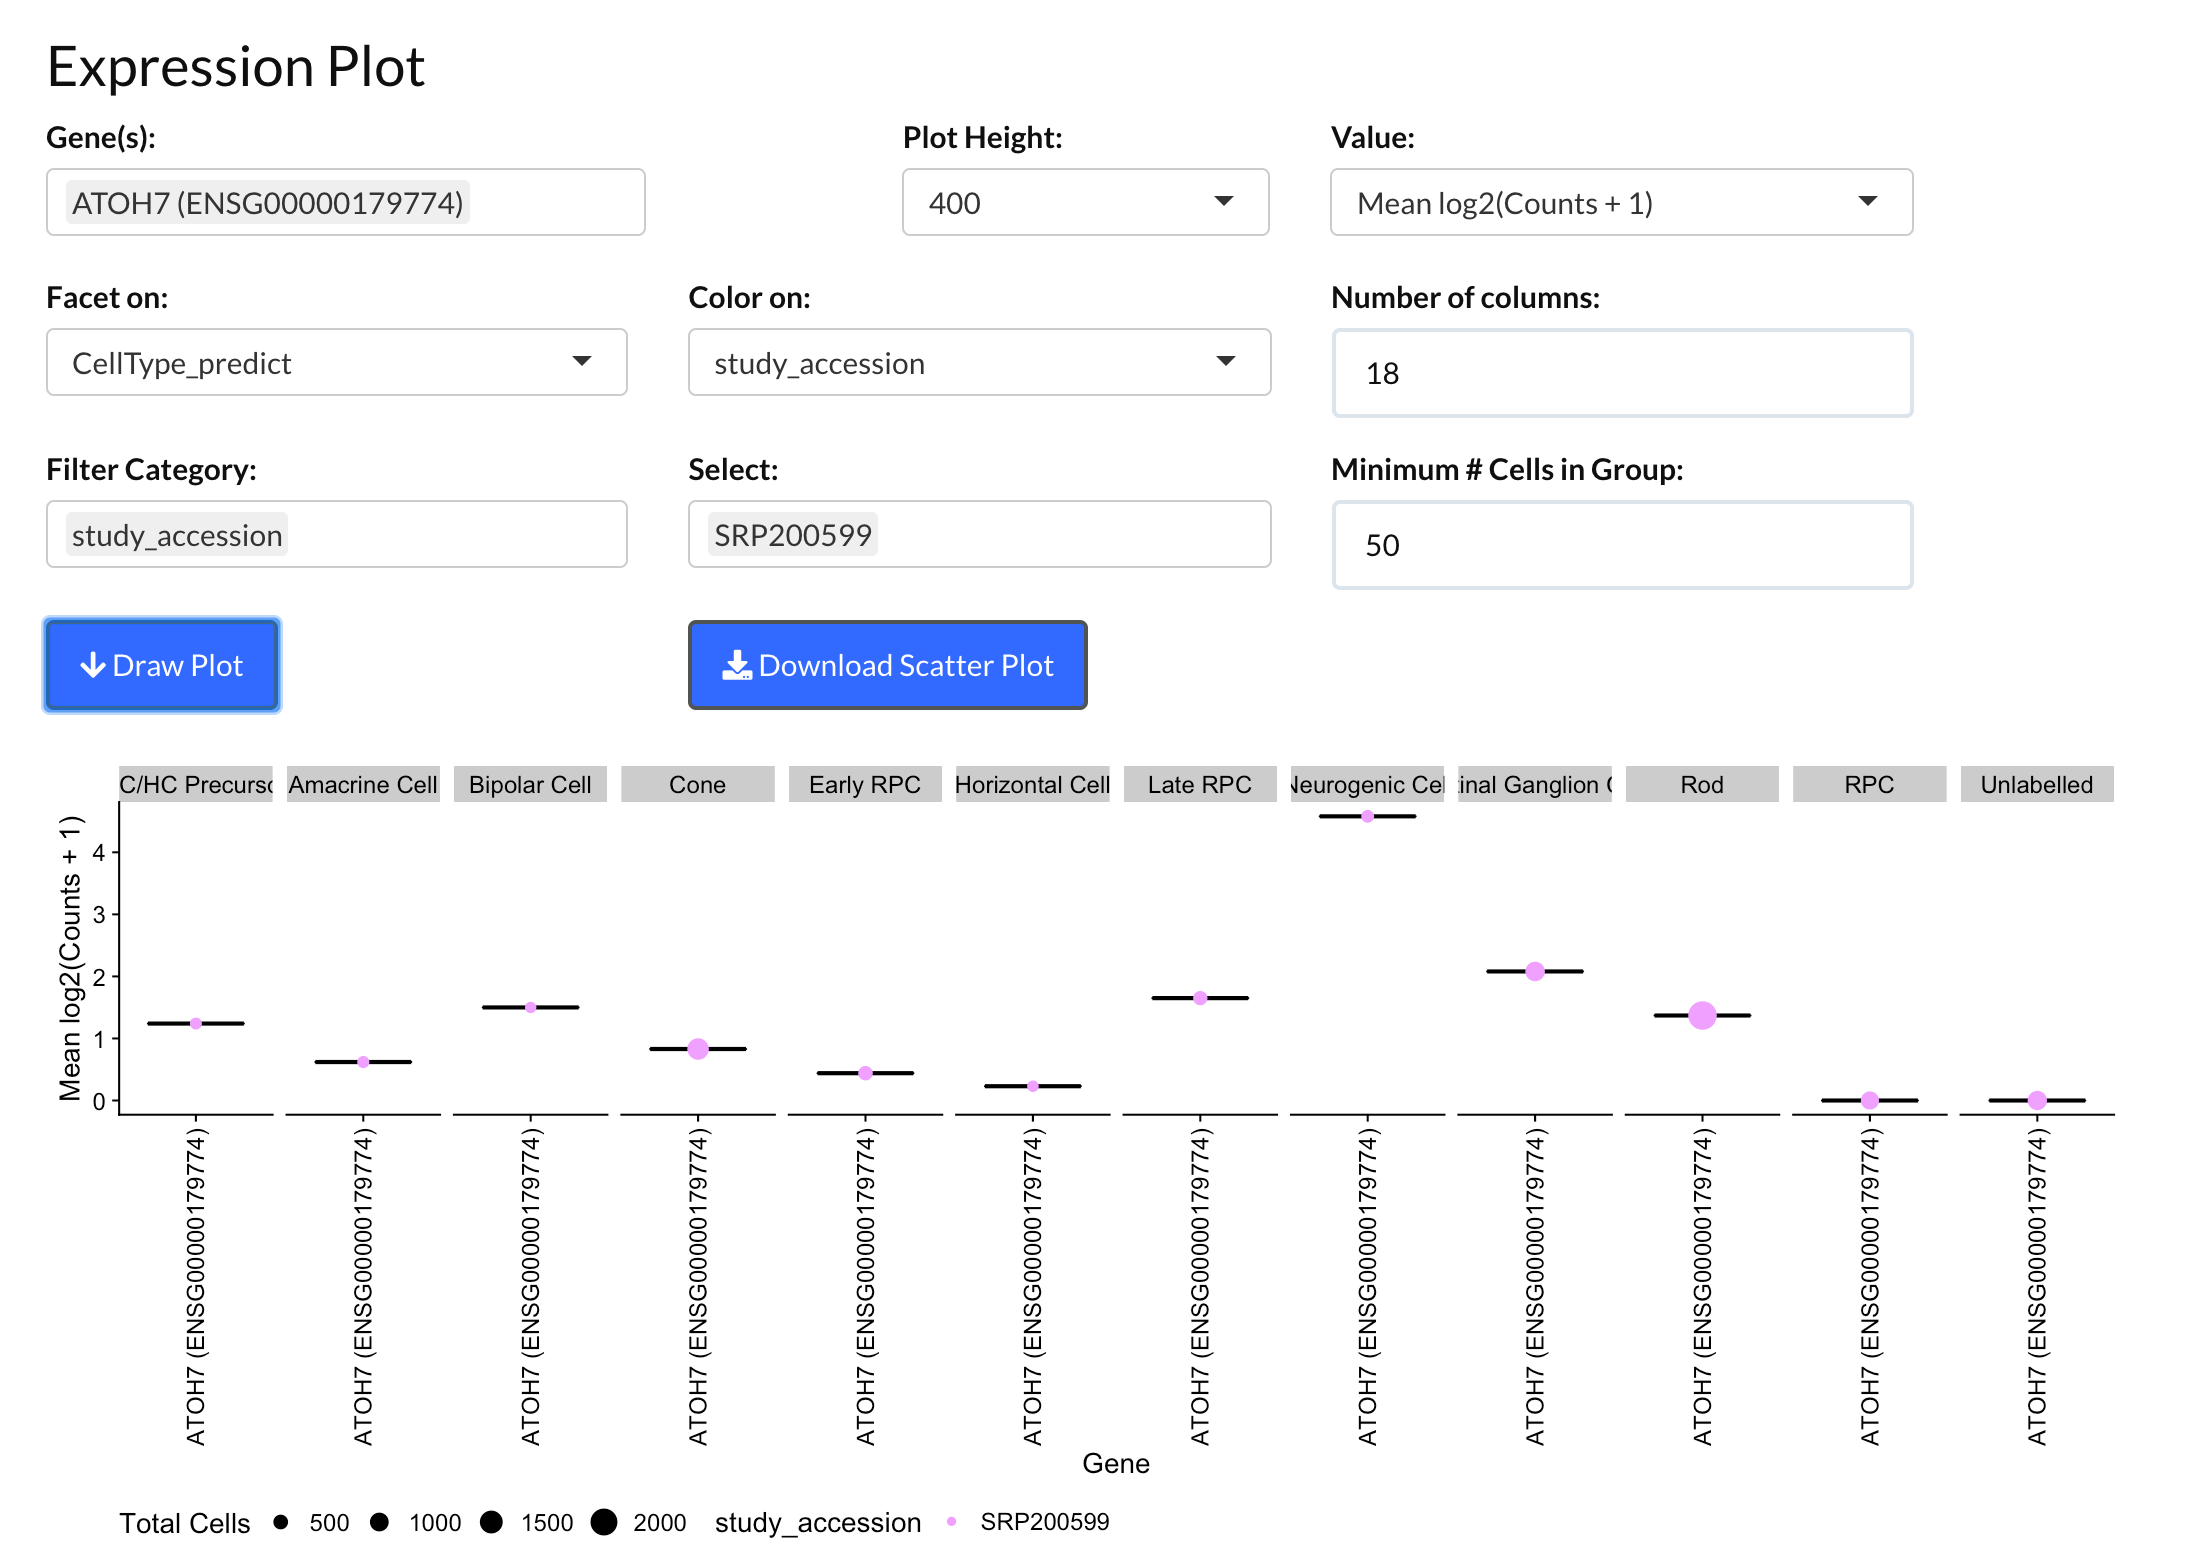 Expression Plot
Gene(s):
Plot Height:
Value:
ATOH7 (ENSG00000179774)
400
Mean log2(Counts + 1)
Facet on:
Color on:
Number of columns:
CellType_predict
study_accession
18
Filter Category:
Select:
Minimum # Cells in Group:
study_accession
SRP200599
50
Draw Plot
Download Scatter Plot
C/HC Precurso
Amacrine Cell
Bipolar Cell
Cone
Early RPC
Horizontal Cell
Late RPC
Neurogenic Cel
inal Ganglion C
Rod
RPC
Unlabelled
Mean log2(Counts + 1)
4
3
2
1
0
ATOH7 (ENSG00000179774)
ATOH7 (ENSG00000179774)
ATOH7 (ENSG00000179774)
ATOH7 (ENSG00000179774)
ATOH7 (ENSG00000179774)
ATOH7 (ENSG00000179774)
ATOH7 (ENSG00000179774)
ATOH7 (ENSG00000179774)
ATOH7 (ENSG00000179774)
ATOH7 (ENSG00000179774)
ATOH7 (ENSG00000179774)
ATOH7 (ENSG00000179774)
Gene
Total Cells 500 1000 1500 2000 study_accession SRP200599